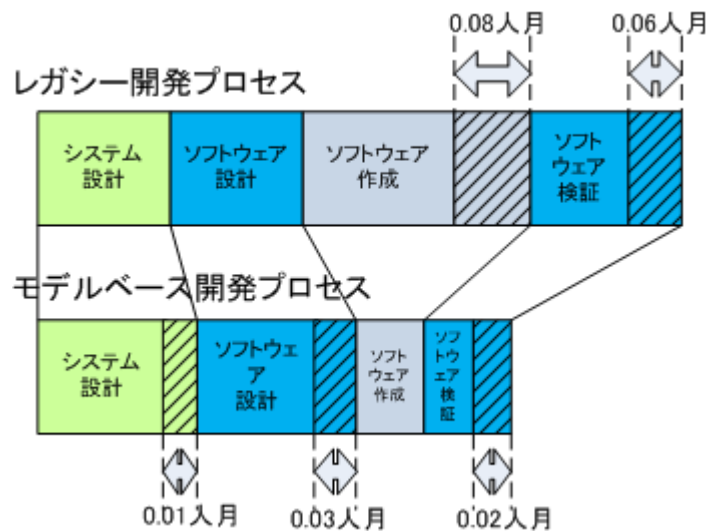 0.08人月
0.06人月
レガシー開発プロセス
システム
設計
ソフトウェア
設計
ソフトウェア
作成
ソフト
ウェア
検証
モデルベース開発プロセス
システム
設計
ソフトウェ
ア
設計
ソフト
ウェア
作成
ソフ
トウ
ェア
検
証
0.01人月
0.03人月
0.02人月